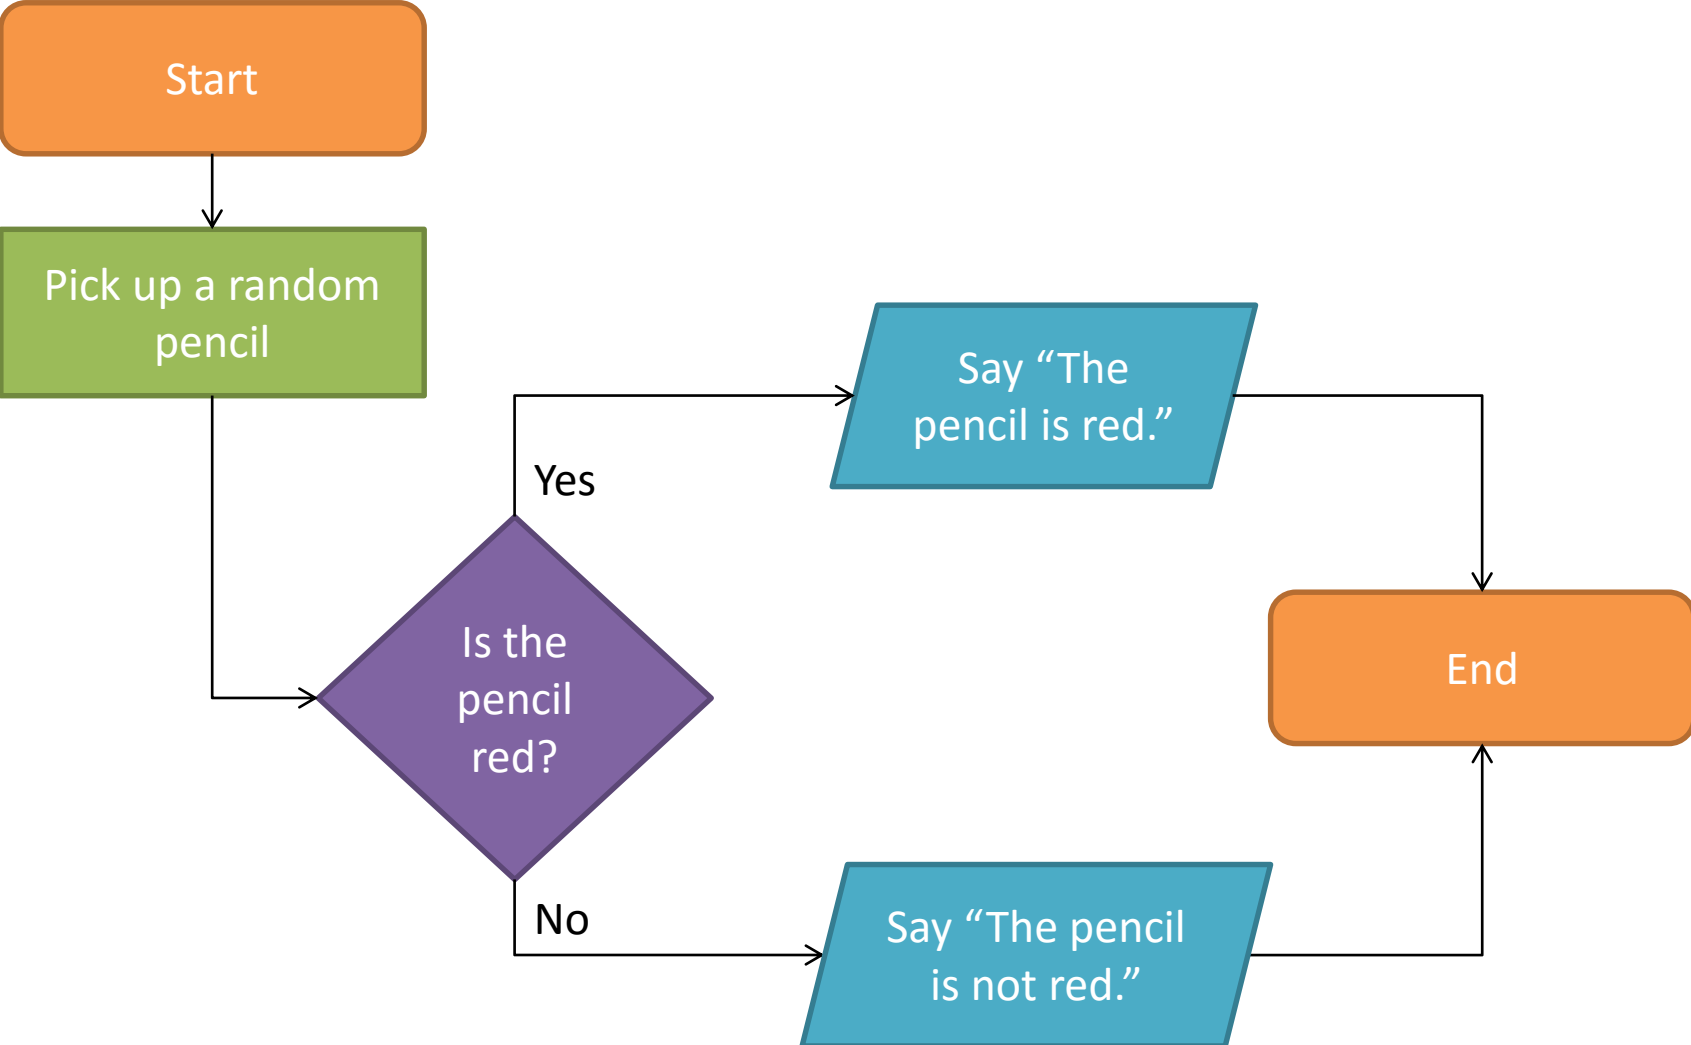 Start
Pick up a random
pencil
Is the
pencil
red?
Yes
Say “The
pencil is red.”
No
Say “The pencil
is not red.”
End